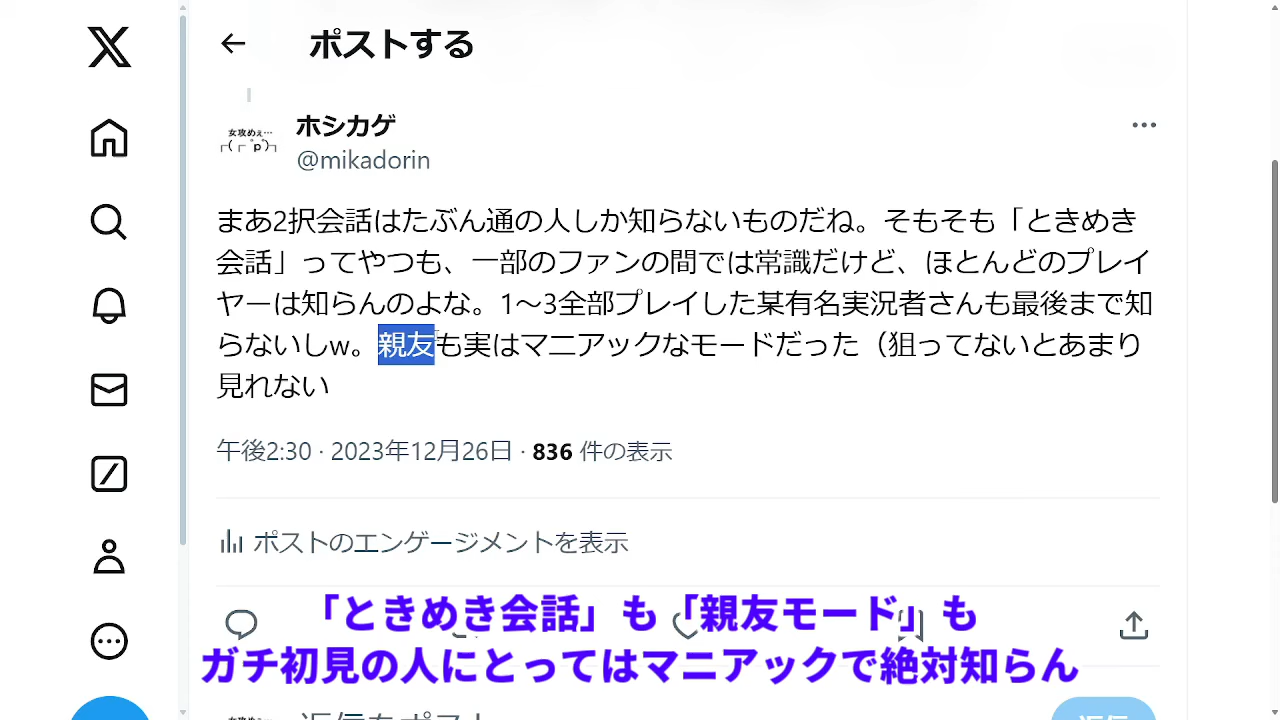 ポストする
女攻めぇ…
ホシカゲ
@mikadorin
まあ2択会話はたぶん通の人しか知らないものだね。そもそも「ときめき
会話」ってやつも、一部のファンの間では常識だけど、ほとんどのプレイ
ヤーは知らんのよな。1〜3全部プレイした某有名実況者さんも最後まで知
らないしw。親友も実はマニアックなモードだった（狙ってないとあまり
見れない
午後2:30 · 2023年12月26日 · 836 件の表示
ポストのエンゲージメントを表示
「ときめき会話」も「親友モード」も
ガチ初見の人にとってはマニアックで絶対知らん
返信をポスト
返信